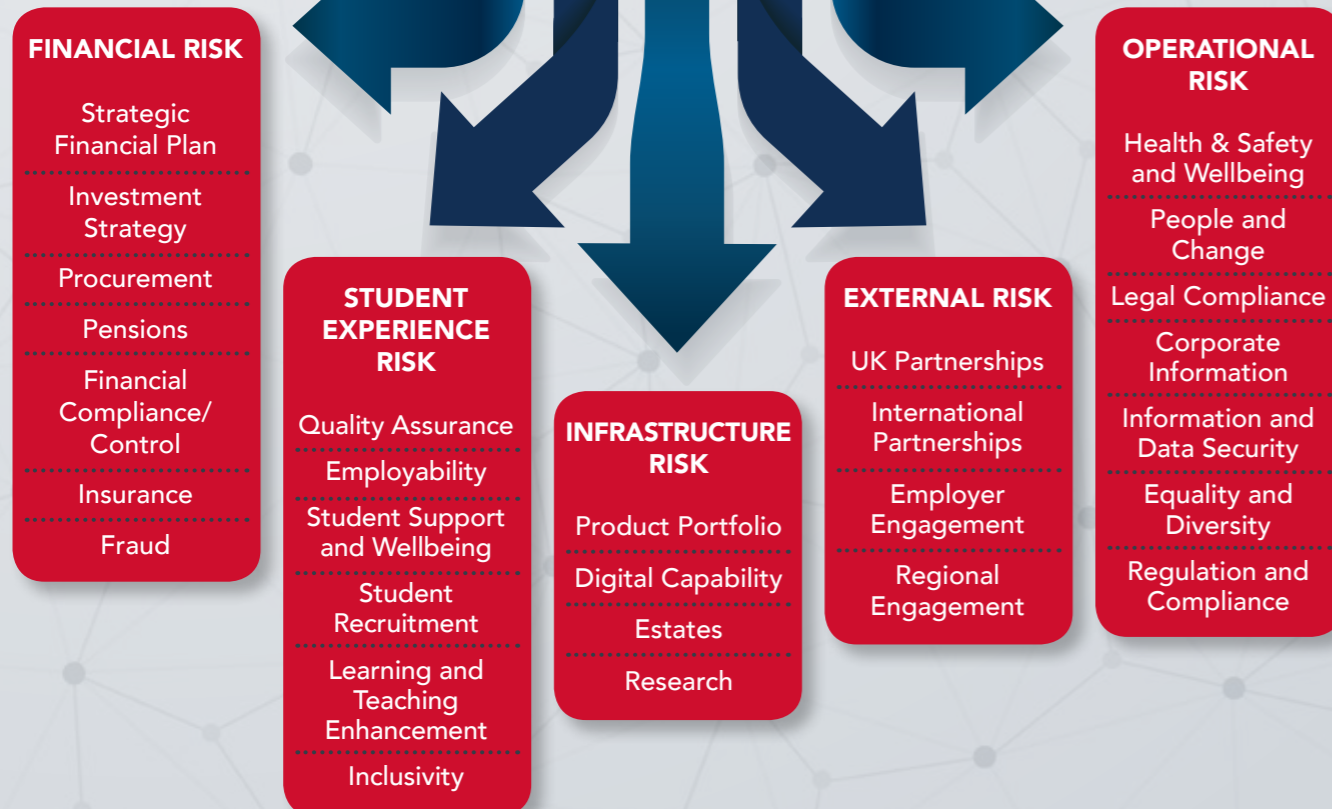 FINANCIAL RISK
Strategic
Financial Plan
Investment
Strategy
Procurement
Pensions
Financial
Compliance/
Control
Insurance
Fraud
STUDENT
EXPERIENCE
RISK
Quality Assurance
Employability
Student Support
and Wellbeing
Student
Recruitment
Learning and
Teaching
Enhancement
Inclusivity
INFRASTRUCTURE
RISK
Product Portfolio
Digital Capability
Estates
Research
EXTERNAL RISK
UK Partnerships
International
Partnerships
Employer
Engagement
Regional
Engagement
OPERATIONAL
RISK
Health & Safety
and Wellbeing
People and
Change
Legal Compliance
Corporate
Information
Information and
Data Security
Equality and
Diversity
Regulation and
Compliance